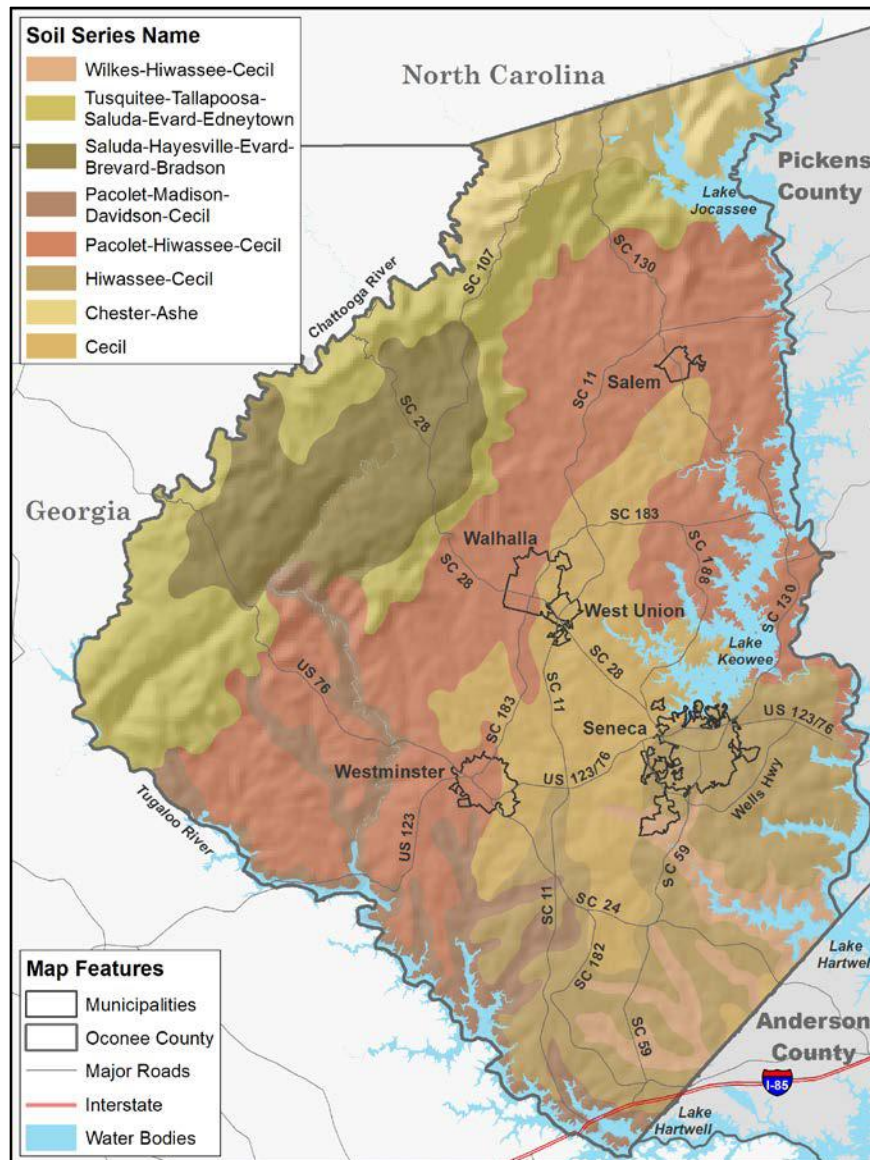 Soil Series Name
Wilkes-Hiwassee-Cecil
Tusquitee-Tallapoosa-
Saluda-Evard-Edneytown
Saluda-Hayesville-Evard-
Brevard-Bradson
Pacolet-Madison-
Davidson-Cecil
Pacolet-Hiwassee-Cecil
Hiwassee-Cecil
Chester-Ashe
Cecil
North Carolina
Pickens
County
Lake
Jocassee
SC 107
SC 130
Chattooga River
Salem
SC 11
SC 28
Georgia
SC 183
Walhalla
SC 28
SC 188
West Union
SC 130
Lake
Keowee
SC 28
US 76
SC 11
SC 183
Seneca
US 123/76
Westminster
US 123/76
Wells Hwy
Tugaloo River
US 123
SC 59
SC 11
SC 24
Lake
Hartwell
SC 182
SC 59
Anderson
County
I-85
Lake
Hartwell
Map Features
Municipalities
Oconee County
Major Roads
Interstate
Water Bodies